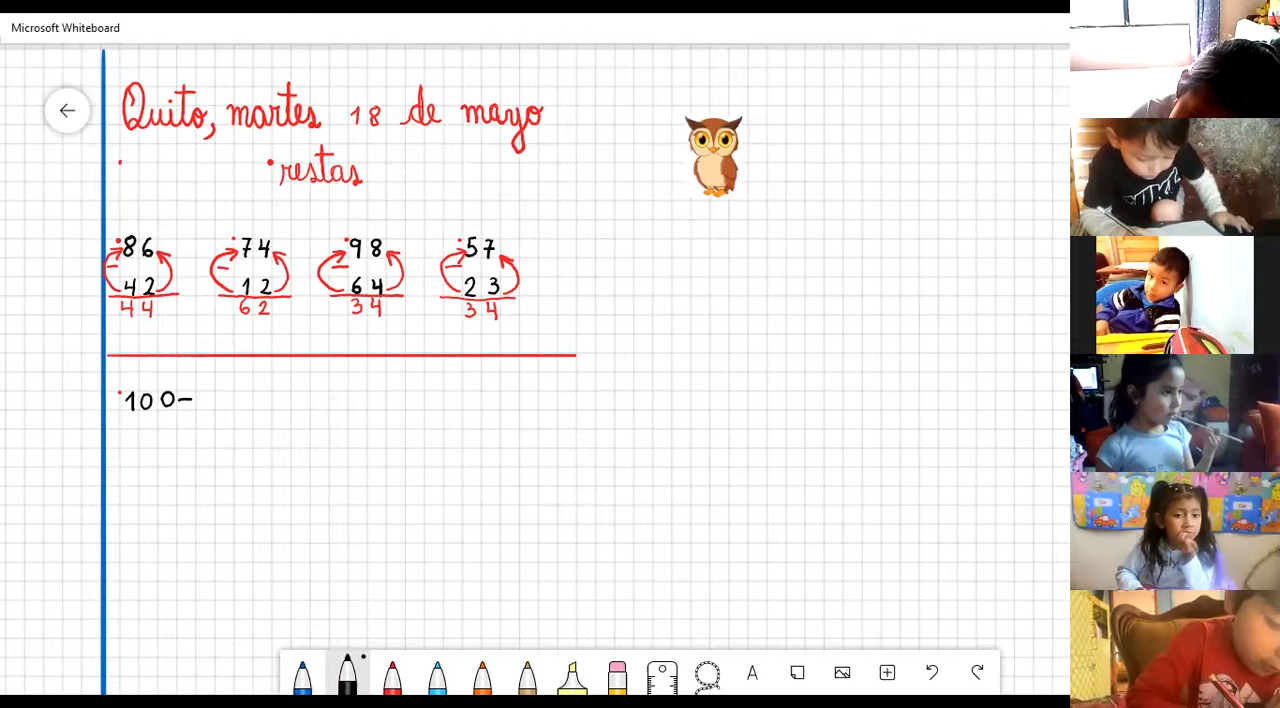 Microsoft Whiteboard
Quito, martes 18 de mayo
restas
86 74 98 57
- 42 - 12 - 64 - 23
44 62 34 34
100-
A